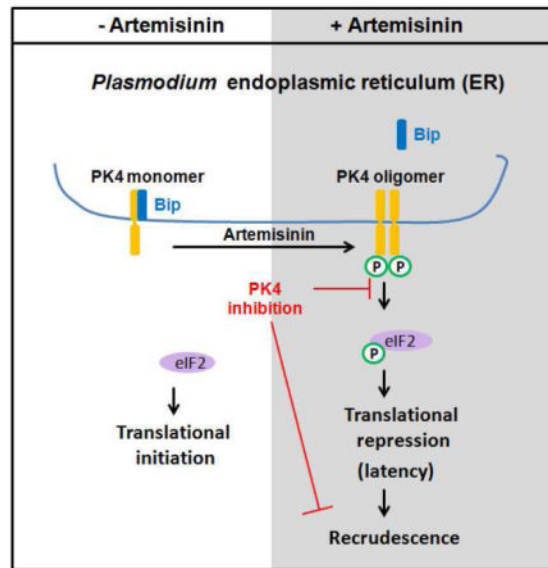 - Artemisinin
+ Artemisinin
Plasmodium endoplasmic reticulum (ER)
Bip
PK4 monomer
PK4 oligomer
Bip
Artemisinin
P P
PK4
inhibition
eIF2
P
eIF2
Translational
initiation
Translational
repression
(latency)
Recrudescence